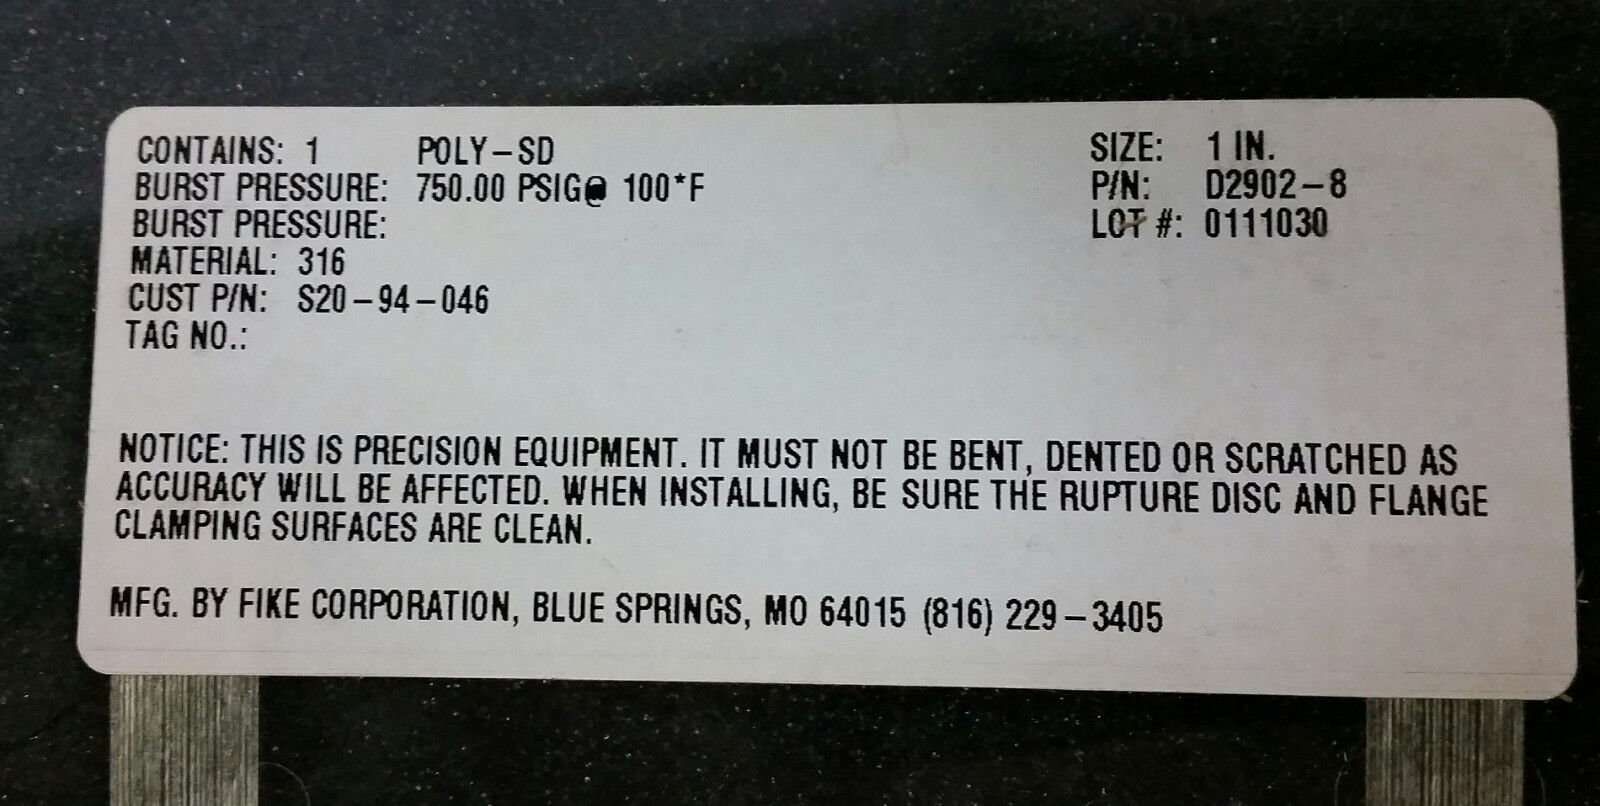 CONTAINS: 1 POLY-SD SIZE: 1 IN.
BURST PRESSURE: 750.00 PSIG@ 100*F P/N: D2902-8
BURST PRESSURE: LOT #: 0111030
MATERIAL: 316
CUST P/N: S20-94-046
TAG NO.:
NOTICE: THIS IS PRECISION EQUIPMENT. IT MUST NOT BE BENT, DENTED OR SCRATCHED AS
ACCURACY WILL BE AFFECTED. WHEN INSTALLING, BE SURE THE RUPTURE DISC AND FLANGE
CLAMPING SURFACES ARE CLEAN.
MFG. BY FIKE CORPORATION, BLUE SPRINGS, MO 64015 (816) 229-3405